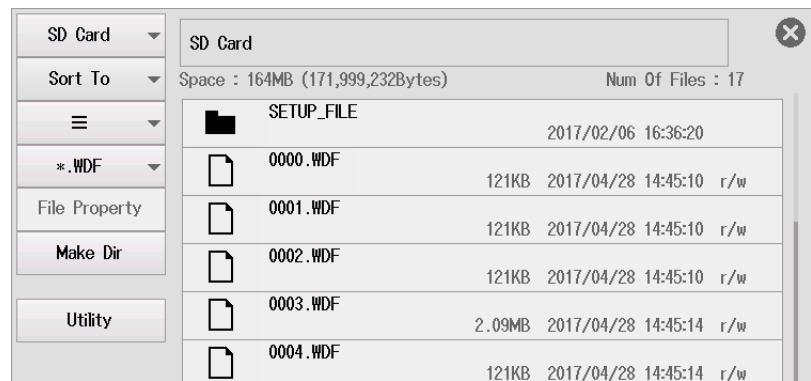 SD Card
Sort To
*.WDF
File Property
Make Dir
Utility
SD Card
Space : 164MB (171,999,232Bytes) Num Of Files : 17
SETUP_FILE
2017/02/06 16:36:20
0000.WDF
121KB 2017/04/28 14:45:10 r/w
0001.WDF
121KB 2017/04/28 14:45:10 r/w
0002.WDF
121KB 2017/04/28 14:45:10 r/w
0003.WDF
2.09MB 2017/04/28 14:45:14 r/w
0004.WDF
121KB 2017/04/28 14:45:14 r/w